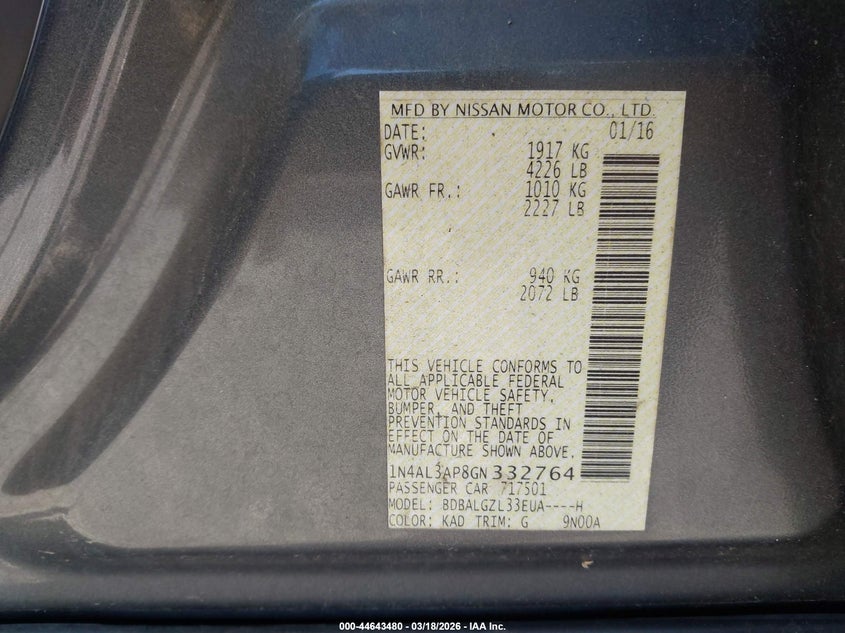 MFD BY NISSAN MOTOR CO., LTD.
DATE: 01/16
GVWR: 1917 KG
4226 LB
GAWR FR.: 1010 KG
2227 LB
GAWR RR.: 940 KG
2072 LB
THIS VEHICLE CONFORMS TO
ALL APPLICABLE FEDERAL
MOTOR VEHICLE SAFETY,
BUMPER, AND THEFT
PREVENTION STANDARDS IN
EFFECT ON THE DATE OF
MANUFACTURE SHOWN ABOVE.
1N4AL3AP8GN332764
PASSENGER CAR 717501
MODEL: BDBALGZL33EUA----H
COLOR: KAD TRIM: G 9N00A
000-44643480 - 03/18/2026 - IAA Inc.